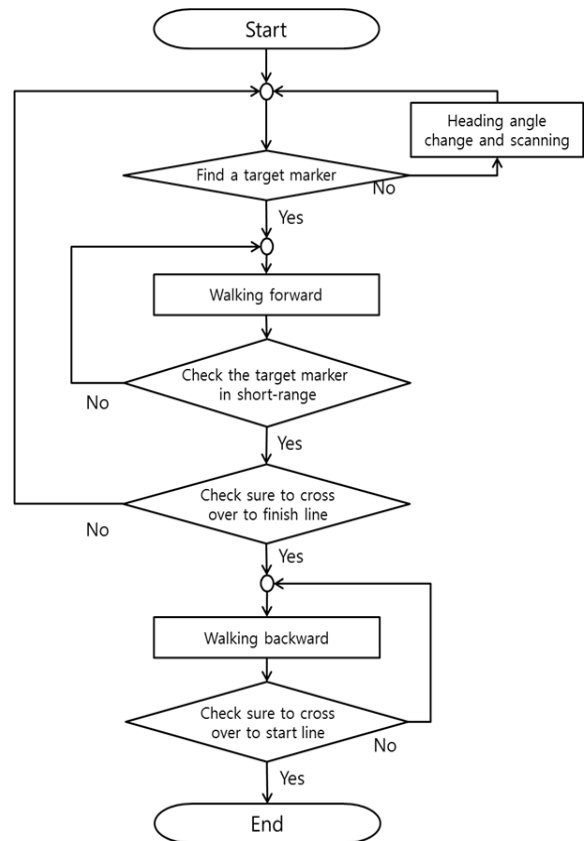 Start
Heading angle
change and scanning
Find a target marker
No
Yes
Walking forward
Check the target marker
in short-range
No
Yes
Check sure to cross
over to finish line
No
Yes
Walking backward
Check sure to cross
over to start line
No
Yes
End